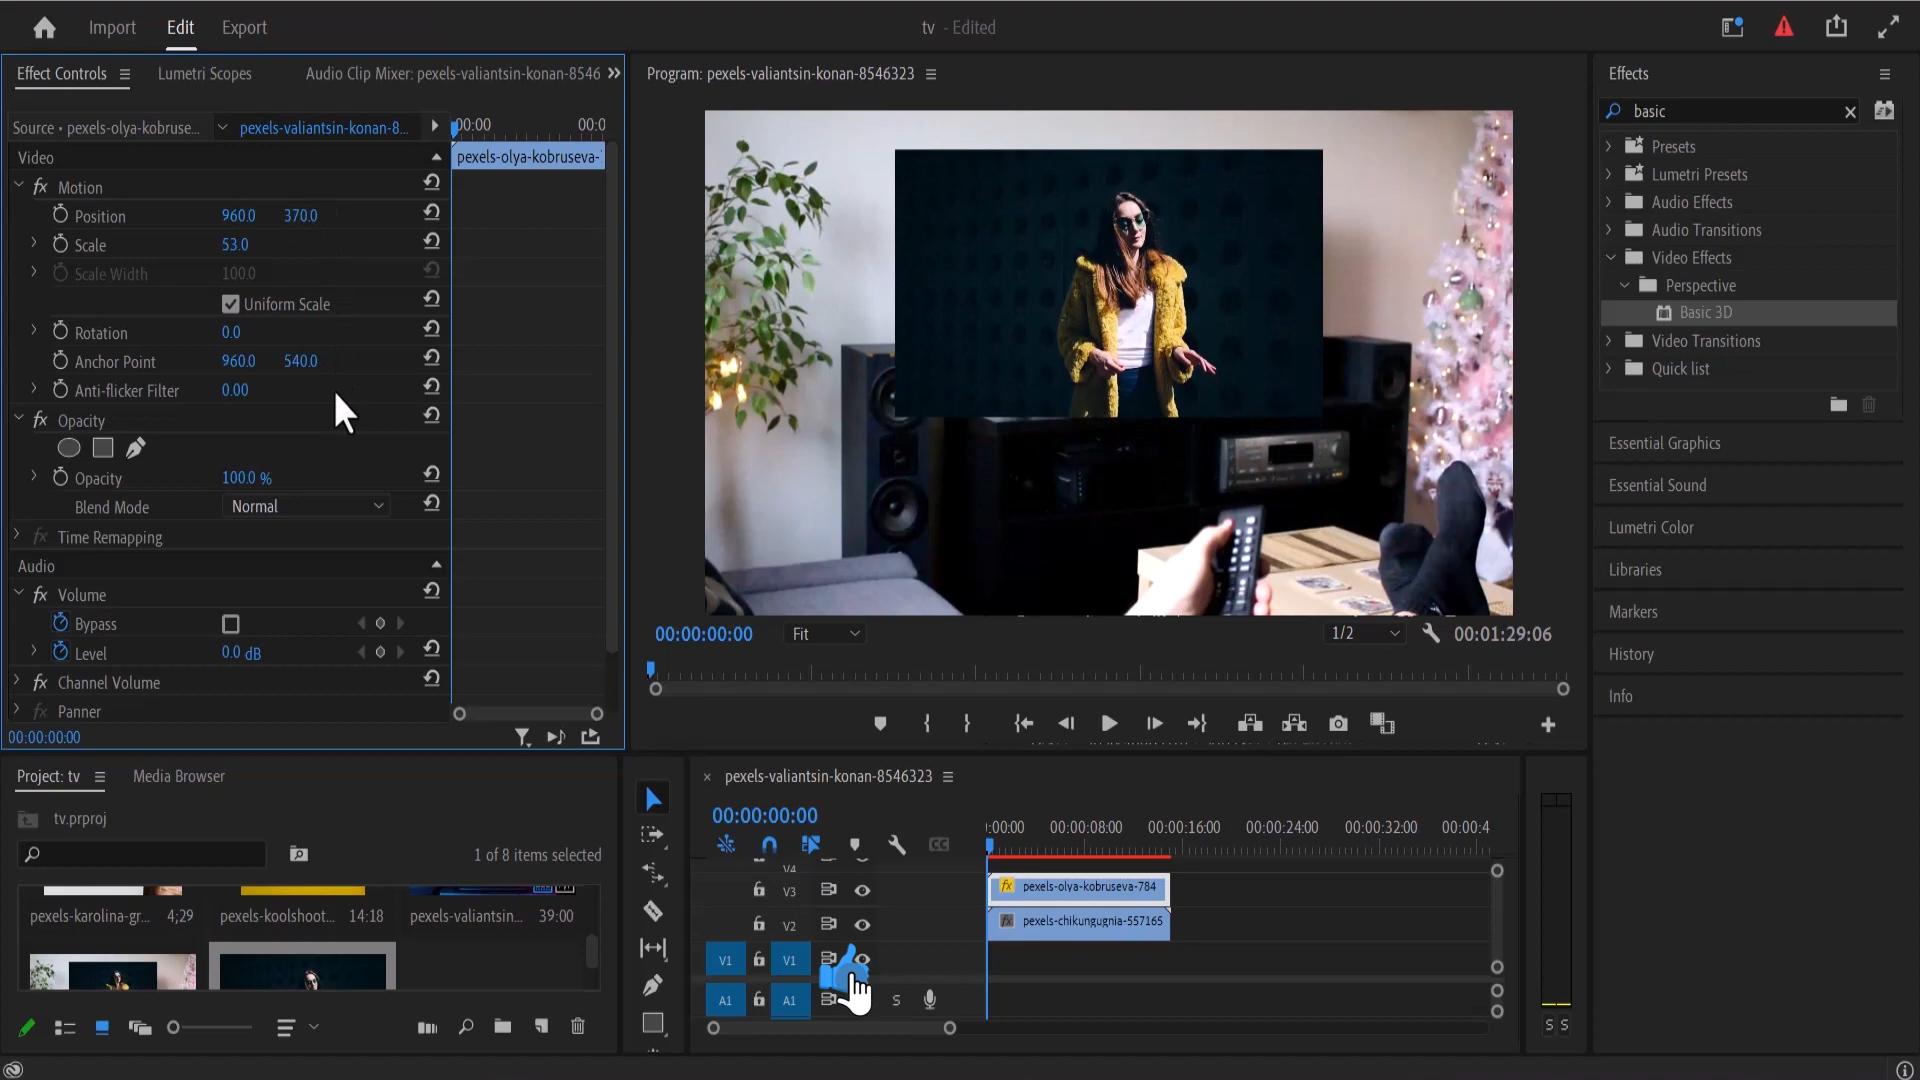 Import
Edit
Export
tv - Edited
Effect Controls
Lumetri Scopes
Audio Clip Mixer: pexels-valiantsin-konan-8546
Program: pexels-valiantsin-konan-8546323
Effects
Source • pexels-olya-kobruse...
pexels-valiantsin-konan-8...
:00:00
00:0
basic
Video
pexels-olya-kobruseva-
Presets
Lumetri Presets
Audio Effects
Audio Transitions
Video Effects
Perspective
Basic 3D
Video Transitions
Quick list
Motion
Position 960.0 370.0
Scale 53.0
Scale Width 100.0
Uniform Scale
Rotation 0.0
Anchor Point 960.0 540.0
Anti-flicker Filter 0.00
Opacity
Opacity 100.0 %
Blend Mode Normal
Time Remapping
Audio
Volume
Bypass
Level 0.0 dB
Channel Volume
Panner
00:00:00:00
Essential Graphics
Essential Sound
Lumetri Color
Libraries
Markers
History
Info
00:00:00:00
Fit
1/2
00:01:29:06
Project: tv
Media Browser
tv.prproj
1 of 8 items selected
pexels-karolina-gr... 4;29
pexels-koolshoot... 14:18
pexels-valiantsin... 39:00
pexels-valiantsin-konan-8546323
00:00:00:00
:00:00
00:00:08:00
00:00:16:00
00:00:24:00
00:00:32:00
00:00:4
CC
V4
V3
pexels-olya-kobruseva-784
V2
pexels-chikungugnia-557165
V1
V1
A1
A1
S
S S